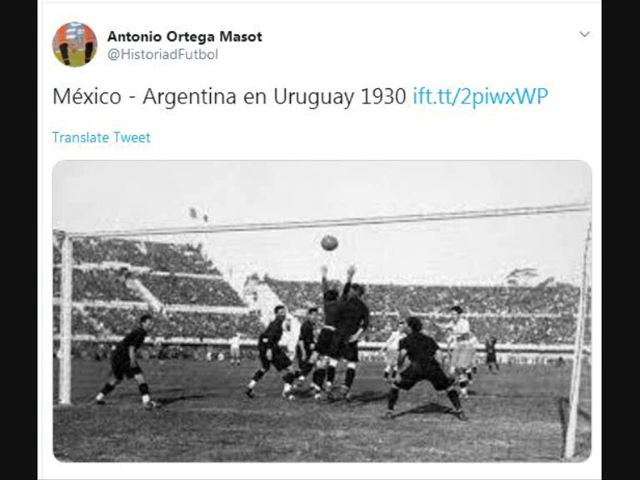 Antonio Ortega Masot
@HistoriadFutbol
México - Argentina en Uruguay 1930 ift.tt/2piwxWP
Translate Tweet